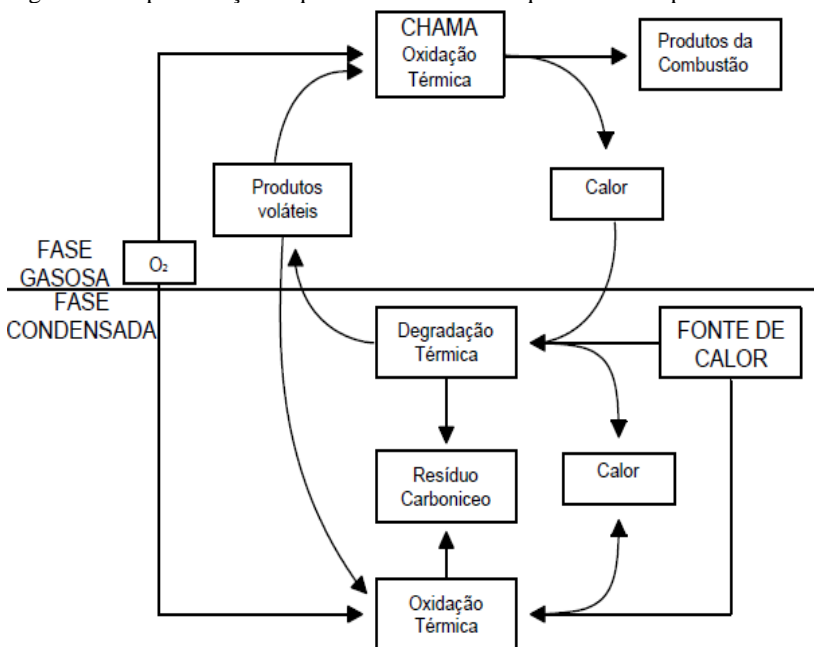 CHAMA
Oxidação
Térmica
Produtos da
Combustão
Produtos
voláteis
Calor
FASE
GASOSA
O₂
FASE
CONDENSADA
Degradação
Térmica
FONTE DE
CALOR
Resíduo
Carboniceo
Calor
Oxidação
Térmica